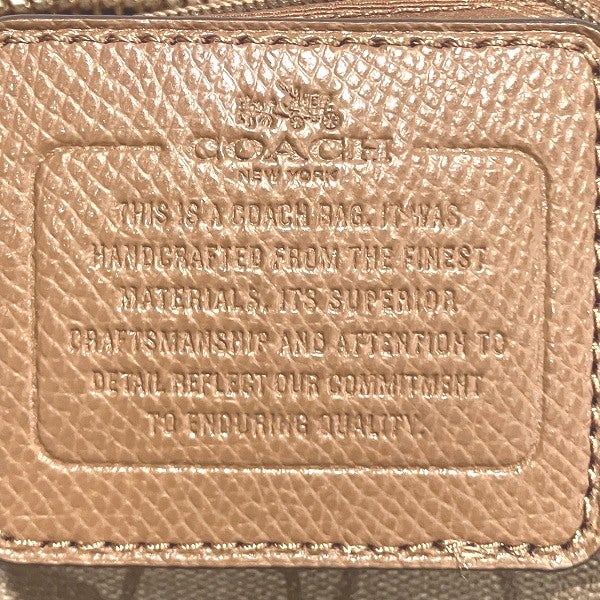 COACH
NEW YORK
THIS IS A COACH BAG. IT WAS
HANDCRAFTED FROM THE FINEST
MATERIALS. ITS SUPERIOR
CRAFTSMANSHIP AND ATTENTION TO
DETAIL REFLECT OUR COMMITMENT
TO ENDURING QUALITY.